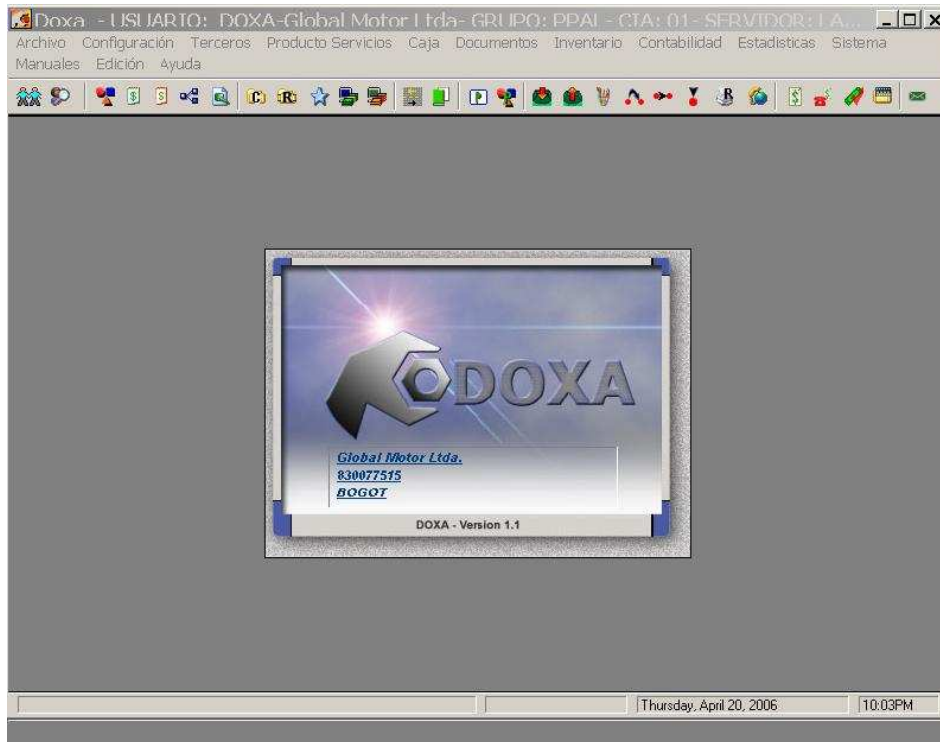 Doxa - USUARIO: DOXA-Global Motor Ltda- GRUPO: PPAL - CIA: 01 - SERVIDOR: LA...
Archivo Configuración Terceros Producto Servicios Caja Documentos Inventario Contabilidad Estadisticas Sistema
Manuales Edición Ayuda
DOXA
Global Motor Ltda.
830077515
BOGOT
DOXA - Version 1.1
Thursday, April 20, 2006 10:03PM